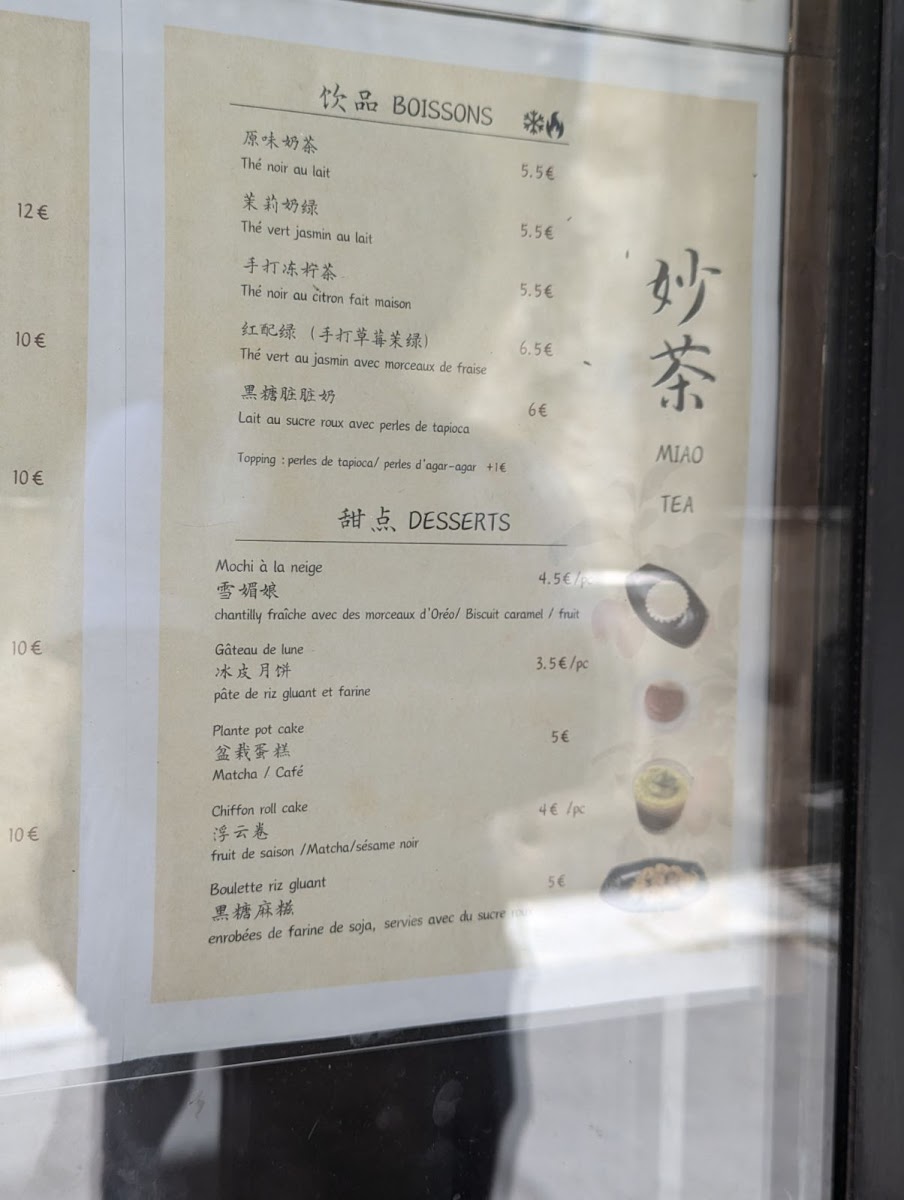 12€
10€
10€
10€
10€
饮品 BOISSONS
原味奶茶
Thé noir au lait 5.5€
茉莉奶绿
Thé vert jasmin au lait 5.5€
手打冻柠茶
Thé noir au citron fait maison 5.5€
红配绿 (手打草莓茉绿)
Thé vert au jasmin avec morceaux de fraise 6.5€
黑糖脏脏奶
Lait au sucre roux avec perles de tapioca 6€
Topping : perles de tapioca/ perles d'agar-agar +1€
甜点 DESSERTS
Mochi à la neige 4.5€/pc
雪媚娘
chantilly fraîche avec des morceaux d'Oréo/ Biscuit caramel / fruit
Gâteau de lune 3.5€/pc
冰皮月饼
pâte de riz gluant et farine
Plante pot cake 5€
盆栽蛋糕
Matcha / Café
Chiffon roll cake 4€ /pc
浮云卷
fruit de saison /Matcha/sésame noir
Boulette riz gluant 5€
黑糖麻糍
enrobées de farine de soja, servies avec du sucre roux
妙茶
MIAO
TEA